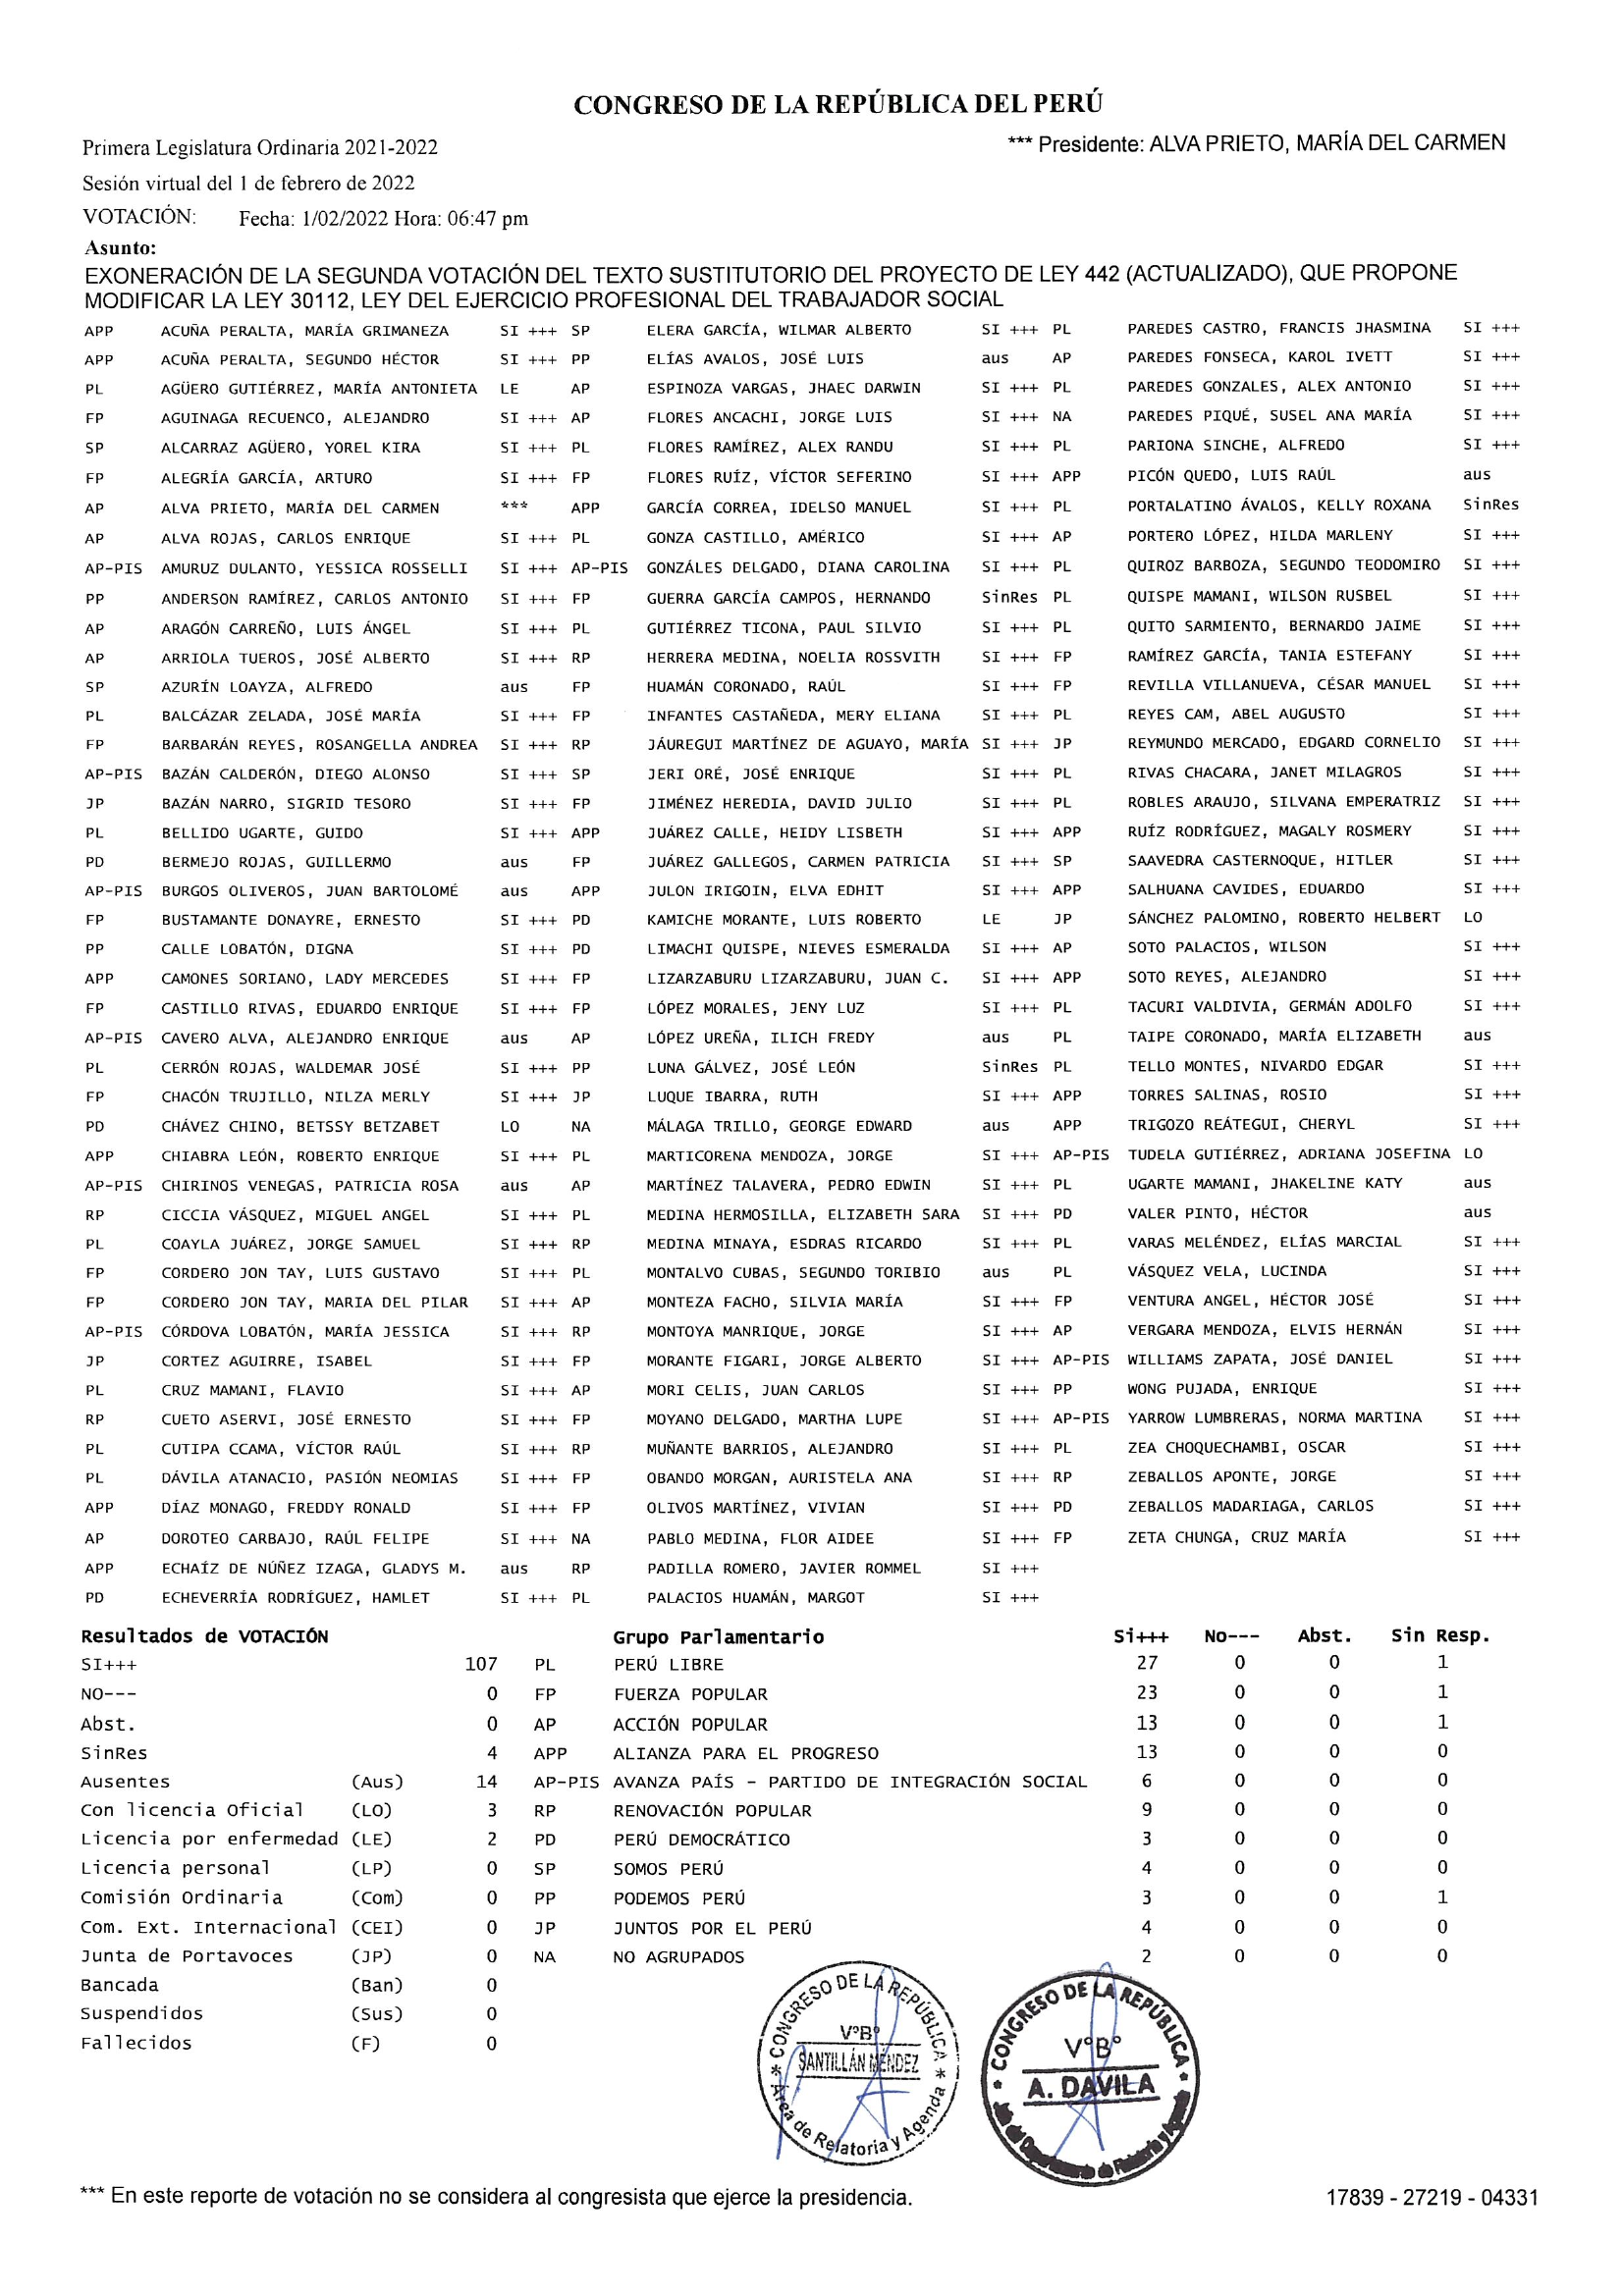 CONGRESO DE LA REPÚBLICA DEL PERÚ
Primera Legislatura Ordinaria 2021-2022 *** Presidente: ALVA PRIETO, MARÍA DEL CARMEN
Sesión virtual del 1 de febrero de 2022
VOTACIÓN: Fecha: 1/02/2022 Hora: 06:47 pm
Asunto:
EXONERACIÓN DE LA SEGUNDA VOTACIÓN DEL TEXTO SUSTITUTORIO DEL PROYECTO DE LEY 442 (ACTUALIZADO), QUE PROPONE
MODIFICAR LA LEY 30112, LEY DEL EJERCICIO PROFESIONAL DEL TRABAJADOR SOCIAL
APP ACUÑA PERALTA, MARÍA GRIMANEZA SI +++ SP ELERA GARCÍA, WILMAR ALBERTO SI +++ PL PAREDES CASTRO, FRANCIS JHASMINA SI +++
APP ACUÑA PERALTA, SEGUNDO HÉCTOR SI +++ PP ELÍAS AVALOS, JOSÉ LUIS aus AP PAREDES FONSECA, KAROL IVETT SI +++
PL AGÜERO GUTIÉRREZ, MARÍA ANTONIETA LE AP ESPINOZA VARGAS, JHAEC DARWIN SI +++ PL PAREDES GONZALES, ALEX ANTONIO SI +++
FP AGUINAGA RECUENCO, ALEJANDRO SI +++ AP FLORES ANCACHI, JORGE LUIS SI +++ NA PAREDES PIQUÉ, SUSEL ANA MARÍA SI +++
SP ALCARRAZ AGÜERO, YOREL KIRA SI +++ PL FLORES RAMÍREZ, ALEX RANDU SI +++ PL PARIONA SINCHE, ALFREDO SI +++
FP ALEGRÍA GARCÍA, ARTURO SI +++ FP FLORES RUÍZ, VÍCTOR SEFERINO SI +++ APP PICÓN QUEDO, LUIS RAÚL aus
AP ALVA PRIETO, MARÍA DEL CARMEN *** APP GARCÍA CORREA, IDELSO MANUEL SI +++ PL PORTALATINO ÁVALOS, KELLY ROXANA SinRes
AP ALVA ROJAS, CARLOS ENRIQUE SI +++ PL GONZA CASTILLO, AMÉRICO SI +++ AP PORTERO LÓPEZ, HILDA MARLENY SI +++
AP-PIS AMURUZ DULANTO, YESSICA ROSSELLI SI +++ AP-PIS GONZÁLES DELGADO, DIANA CAROLINA SI +++ PL QUIROZ BARBOZA, SEGUNDO TEODOMIRO SI +++
PP ANDERSON RAMÍREZ, CARLOS ANTONIO SI +++ FP GUERRA GARCÍA CAMPOS, HERNANDO SinRes PL QUISPE MAMANI, WILSON RUSBEL SI +++
AP ARAGÓN CARREÑO, LUIS ÁNGEL SI +++ PL GUTIÉRREZ TICONA, PAUL SILVIO SI +++ PL QUITO SARMIENTO, BERNARDO JAIME SI +++
AP ARRIOLA TUEROS, JOSÉ ALBERTO SI +++ RP HERRERA MEDINA, NOELIA ROSSVITH SI +++ FP RAMÍREZ GARCÍA, TANIA ESTEFANY SI +++
SP AZURÍN LOAYZA, ALFREDO aus FP HUAMÁN CORONADO, RAÚL SI +++ FP REVILLA VILLANUEVA, CÉSAR MANUEL SI +++
PL BALCÁZAR ZELADA, JOSÉ MARÍA SI +++ FP INFANTES CASTAÑEDA, MERY ELIANA SI +++ PL REYES CAM, ABEL AUGUSTO SI +++
FP BARBARÁN REYES, ROSANGELLA ANDREA SI +++ RP JÁUREGUI MARTÍNEZ DE AGUAYO, MARÍA SI +++ JP REYMUNDO MERCADO, EDGARD CORNELIO SI +++
AP-PIS BAZÁN CALDERÓN, DIEGO ALONSO SI +++ SP JERI ORÉ, JOSÉ ENRIQUE SI +++ PL RIVAS CHACARA, JANET MILAGROS SI +++
JP BAZÁN NARRO, SIGRID TESORO SI +++ FP JIMÉNEZ HEREDIA, DAVID JULIO SI +++ PL ROBLES ARAUJO, SILVANA EMPERATRIZ SI +++
PL BELLIDO UGARTE, GUIDO SI +++ APP JUÁREZ CALLE, HEIDY LISBETH SI +++ APP RUÍZ RODRÍGUEZ, MAGALY ROSMERY SI +++
PD BERMEJO ROJAS, GUILLERMO aus FP JUÁREZ GALLEGOS, CARMEN PATRICIA SI +++ SP SAAVEDRA CASTERNOQUE, HITLER SI +++
AP-PIS BURGOS OLIVEROS, JUAN BARTOLOMÉ aus APP JULON IRIGOIN, ELVA EDHIT SI +++ APP SALHUANA CAVIDES, EDUARDO SI +++
FP BUSTAMANTE DONAYRE, ERNESTO SI +++ PD KAMICHE MORANTE, LUIS ROBERTO LE JP SÁNCHEZ PALOMINO, ROBERTO HELBERT LO
PP CALLE LOBATÓN, DIGNA SI +++ PD LIMACHI QUISPE, NIEVES ESMERALDA SI +++ AP SOTO PALACIOS, WILSON SI +++
APP CAMONES SORIANO, LADY MERCEDES SI +++ FP LIZARZABURU LIZARZABURU, JUAN C. SI +++ APP SOTO REYES, ALEJANDRO SI +++
FP CASTILLO RIVAS, EDUARDO ENRIQUE SI +++ FP LÓPEZ MORALES, JENY LUZ SI +++ PL TACURI VALDIVIA, GERMÁN ADOLFO SI +++
AP-PIS CAVERO ALVA, ALEJANDRO ENRIQUE aus AP LÓPEZ UREÑA, ILICH FREDY aus PL TAIPE CORONADO, MARÍA ELIZABETH aus
PL CERRÓN ROJAS, WALDEMAR JOSÉ SI +++ PP LUNA GÁLVEZ, JOSÉ LEÓN SinRes PL TELLO MONTES, NIVARDO EDGAR SI +++
FP CHACÓN TRUJILLO, NILZA MERLY SI +++ JP LUQUE IBARRA, RUTH SI +++ APP TORRES SALINAS, ROSIO SI +++
PD CHÁVEZ CHINO, BETSSY BETZABET LO NA MÁLAGA TRILLO, GEORGE EDWARD aus APP TRIGOZO REÁTEGUI, CHERYL SI +++
APP CHIABRA LEÓN, ROBERTO ENRIQUE SI +++ PL MARTICORENA MENDOZA, JORGE SI +++ AP-PIS TUDELA GUTIÉRREZ, ADRIANA JOSEFINA LO
AP-PIS CHIRINOS VENEGAS, PATRICIA ROSA aus AP MARTÍNEZ TALAVERA, PEDRO EDWIN SI +++ PL UGARTE MAMANI, JHAKELINE KATY aus
RP CICCIA VÁSQUEZ, MIGUEL ANGEL SI +++ PL MEDINA HERMOSILLA, ELIZABETH SARA SI +++ PD VALER PINTO, HÉCTOR aus
PL COAYLA JUÁREZ, JORGE SAMUEL SI +++ RP MEDINA MINAYA, ESDRAS RICARDO SI +++ PL VARAS MELÉNDEZ, ELÍAS MARCIAL SI +++
FP CORDERO JON TAY, LUIS GUSTAVO SI +++ PL MONTALVO CUBAS, SEGUNDO TORIBIO aus PL VÁSQUEZ VELA, LUCINDA SI +++
FP CORDERO JON TAY, MARIA DEL PILAR SI +++ AP MONTEZA FACHO, SILVIA MARÍA SI +++ FP VENTURA ANGEL, HÉCTOR JOSÉ SI +++
AP-PIS CÓRDOVA LOBATÓN, MARÍA JESSICA SI +++ RP MONTOYA MANRIQUE, JORGE SI +++ AP VERGARA MENDOZA, ELVIS HERNÁN SI +++
JP CORTEZ AGUIRRE, ISABEL SI +++ FP MORANTE FIGARI, JORGE ALBERTO SI +++ AP-PIS WILLIAMS ZAPATA, JOSÉ DANIEL SI +++
PL CRUZ MAMANI, FLAVIO SI +++ AP MORI CELIS, JUAN CARLOS SI +++ PP WONG PUJADA, ENRIQUE SI +++
RP CUETO ASERVI, JOSÉ ERNESTO SI +++ FP MOYANO DELGADO, MARTHA LUPE SI +++ AP-PIS YARROW LUMBRERAS, NORMA MARTINA SI +++
PL CUTIPA CCAMA, VÍCTOR RAÚL SI +++ RP MUÑANTE BARRIOS, ALEJANDRO SI +++ PL ZEA CHOQUECHAMBI, OSCAR SI +++
PL DÁVILA ATANACIO, PASIÓN NEOMIAS SI +++ FP OBANDO MORGAN, AURISTELA ANA SI +++ RP ZEBALLOS APONTE, JORGE SI +++
APP DÍAZ MONAGO, FREDDY RONALD SI +++ FP OLIVOS MARTÍNEZ, VIVIAN SI +++ PD ZEBALLOS MADARIAGA, CARLOS SI +++
AP DOROTEO CARBAJO, RAÚL FELIPE SI +++ NA PABLO MEDINA, FLOR AIDEE SI +++ FP ZETA CHUNGA, CRUZ MARÍA SI +++
APP ECHAÍZ DE NÚÑEZ IZAGA, GLADYS M. aus RP PADILLA ROMERO, JAVIER ROMMEL SI +++
PD ECHEVERRÍA RODRÍGUEZ, HAMLET SI +++ PL PALACIOS HUAMÁN, MARGOT SI +++
Resultados de VOTACIÓN Grupo Parlamentario Si+++ No--- Abst. Sin Resp.
SI+++ 107 PL PERÚ LIBRE 27 0 0 1
NO--- 0 FP FUERZA POPULAR 23 0 0 1
Abst. 0 AP ACCIÓN POPULAR 13 0 0 1
SinRes 4 APP ALIANZA PARA EL PROGRESO 13 0 0 0
Ausentes (Aus) 14 AP-PIS AVANZA PAÍS - PARTIDO DE INTEGRACIÓN SOCIAL 6 0 0 0
Con licencia Oficial (LO) 3 RP RENOVACIÓN POPULAR 9 0 0 0
Licencia por enfermedad (LE) 2 PD PERÚ DEMOCRÁTICO 3 0 0 0
Licencia personal (LP) 0 SP SOMOS PERÚ 4 0 0 0
Comisión Ordinaria (Com) 0 PP PODEMOS PERÚ 3 0 0 1
Com. Ext. Internacional (CEI) 0 JP JUNTOS POR EL PERÚ 4 0 0 0
Junta de Portavoces (JP) 0 NA NO AGRUPADOS 2 0 0 0
Bancada (Ban) 0
Suspendidos (Sus) 0
Fallecidos (F) 0
* CONGRESO DE LA REPÚBLICA *
V°B°
SANTILLÁN MÉNDEZ
Area de Relatoria y Agenda
CONGRESO DE LA REPÚBLICA
V°B°
A. DAVILA
*** En este reporte de votación no se considera al congresista que ejerce la presidencia. 17839 - 27219 - 04331